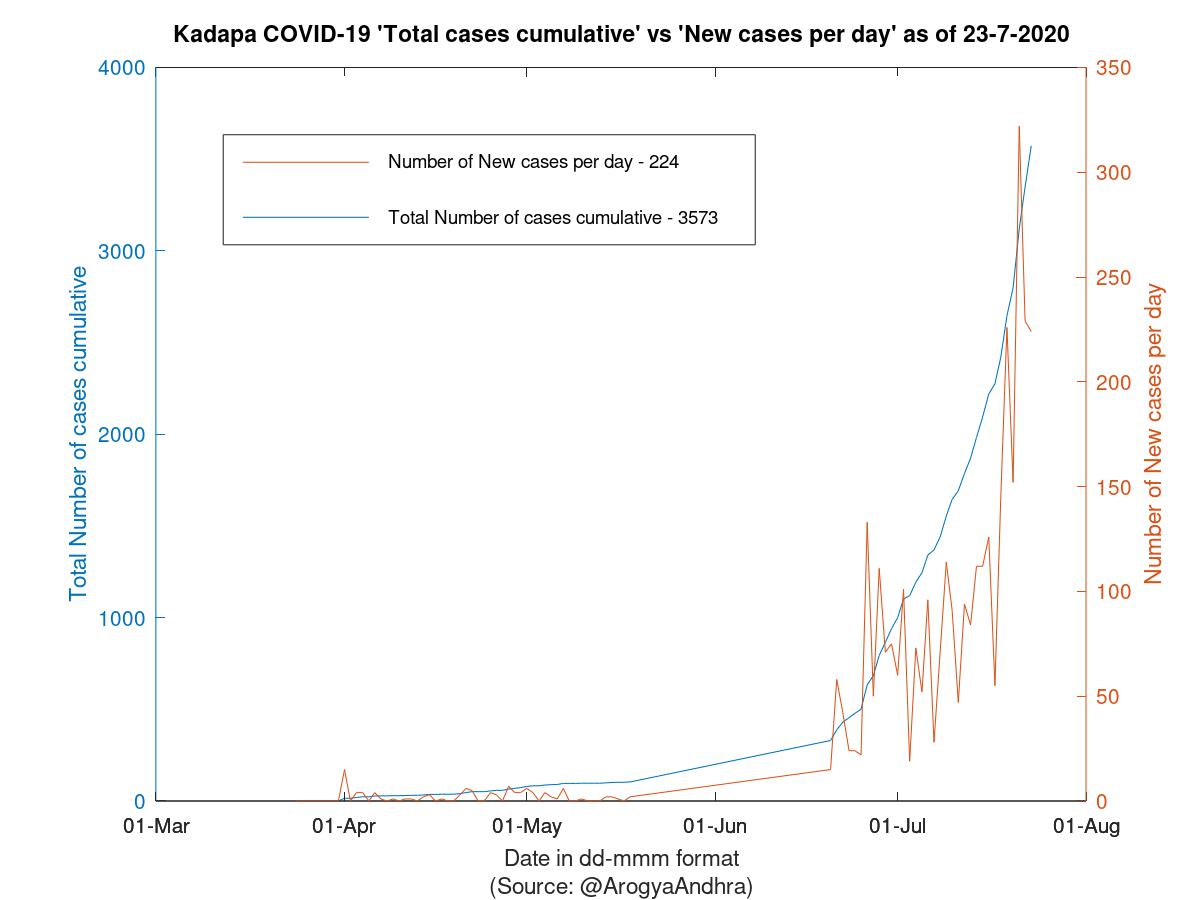 Kadapa COVID-19 'Total cases cumulative' vs 'New cases per day' as of 23-7-2020
4000
3000
2000
1000
0
Total Number of cases cumulative
Number of New cases per day - 224
Total Number of cases cumulative - 3573
350
300
250
200
150
100
50
0
Number of New cases per day
01-Mar 01-Apr 01-May 01-Jun 01-Jul 01-Aug
Date in dd-mmm format
(Source: @ArogyaAndhra)